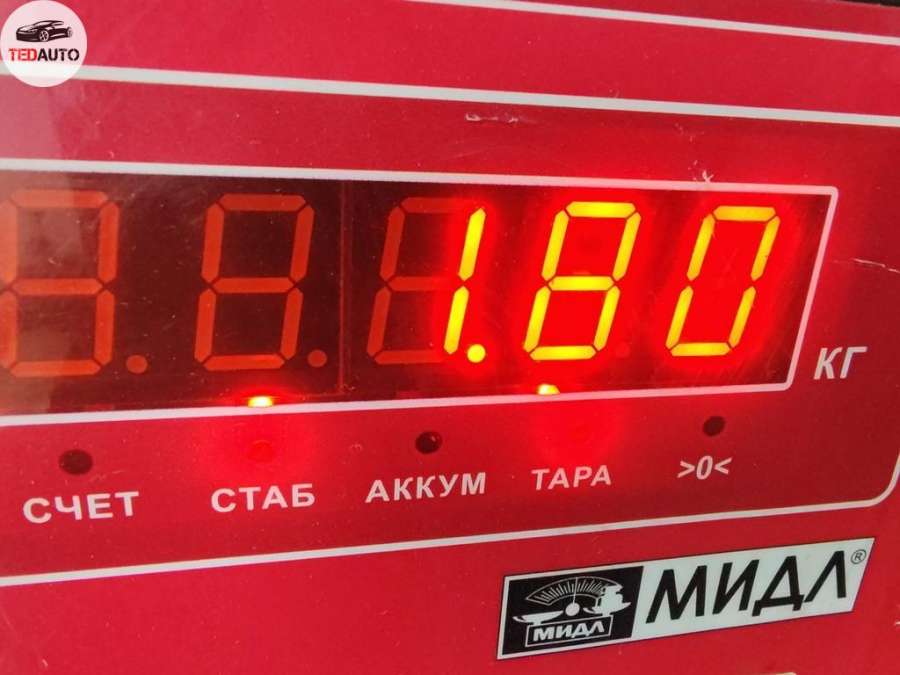 TEDAUTO
1.80
КГ
СЧЕТ СТАБ АККУМ ТАРА >0<
МИДЛ МИДЛ®